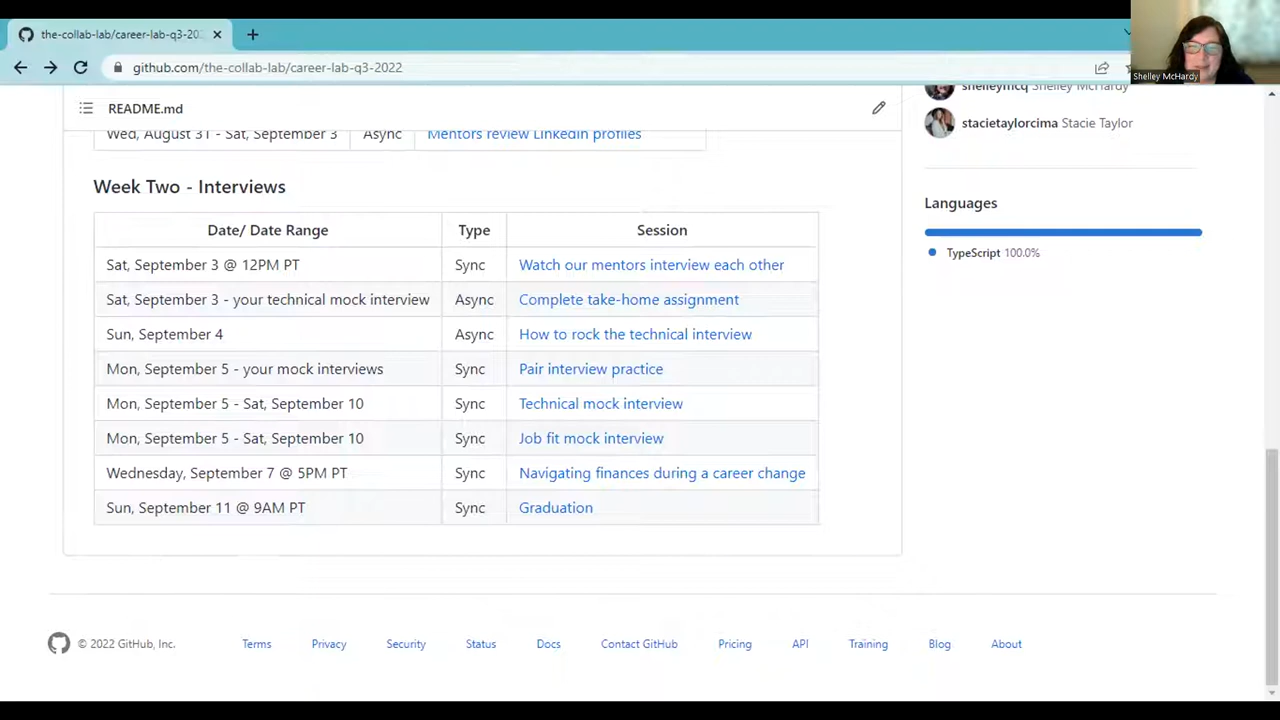 the-collab-lab/career-lab-q3-202
github.com/the-collab-lab/career-lab-q3-2022
Shelley McHardy
README.md
shelleymcq Shelley McHardy
stacietaylorcima Stacie Taylor
Wed, August 31 - Sat, September 3 Async Mentors review LinkedIn profiles
Week Two - Interviews
Languages
TypeScript 100.0%
Date/ Date Range Type Session
Sat, September 3 @ 12PM PT Sync Watch our mentors interview each other
Sat, September 3 - your technical mock interview Async Complete take-home assignment
Sun, September 4 Async How to rock the technical interview
Mon, September 5 - your mock interviews Sync Pair interview practice
Mon, September 5 - Sat, September 10 Sync Technical mock interview
Mon, September 5 - Sat, September 10 Sync Job fit mock interview
Wednesday, September 7 @ 5PM PT Sync Navigating finances during a career change
Sun, September 11 @ 9AM PT Sync Graduation
© 2022 GitHub, Inc. Terms Privacy Security Status Docs Contact GitHub Pricing API Training Blog About